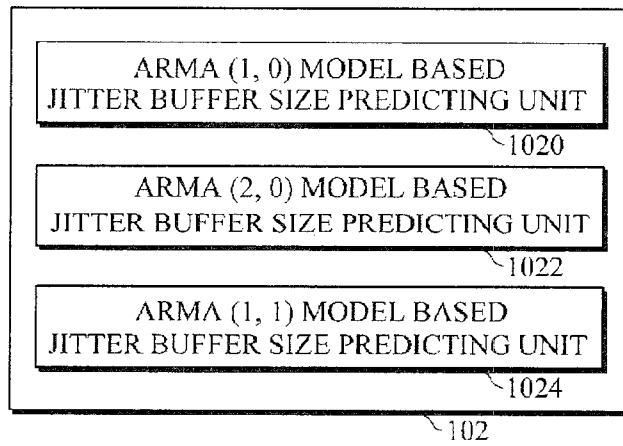 ARMA (1, 0) MODEL BASED
JITTER BUFFER SIZE PREDICTING UNIT
1020
ARMA (2, 0) MODEL BASED
JITTER BUFFER SIZE PREDICTING UNIT
1022
ARMA (1, 1) MODEL BASED
JITTER BUFFER SIZE PREDICTING UNIT
1024
102